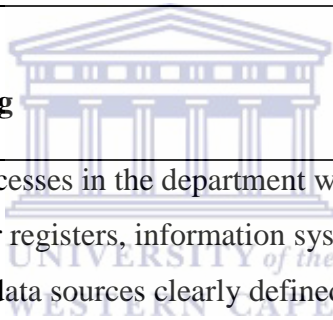 g
cesses in the department w
r registers, information sys
UNIVERSITY of the
data sources clearly defined
WESTERN CAPE